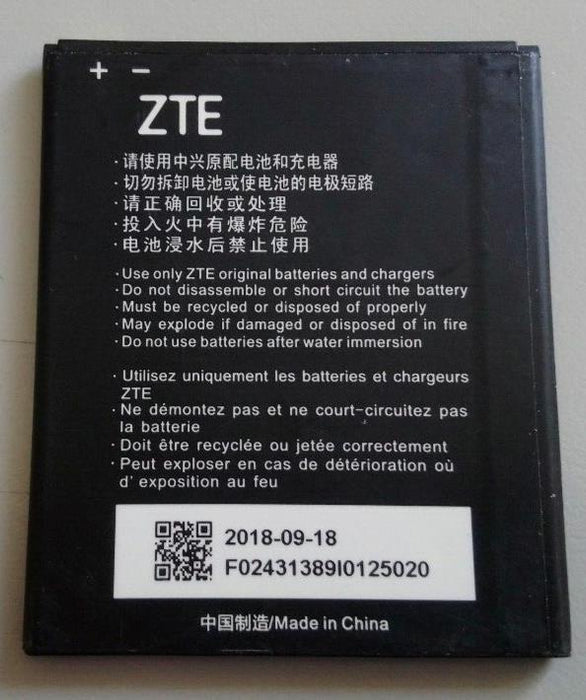 + −
ZTE
·请使用中兴原配电池和充电器
·切勿拆卸电池或使电池的电极短路
·请正确回收或处理
·投入火中有爆炸危险
·电池浸水后禁止使用
·Use only ZTE original batteries and chargers
·Do not disassemble or short circuit the battery
·Must be recycled or disposed of properly
·May explode if damaged or disposed of in fire
·Do not use batteries after water immersion
·Utilisez uniquement les batteries et chargeurs
ZTE
·Ne démontez pas et ne court-circuitez pas
la batterie
·Doit être recyclée ou jetée correctement
·Peut exploser en cas de détérioration où
d' exposition au feu
2018-09-18
F02431389I0125020
中国制造/Made in China